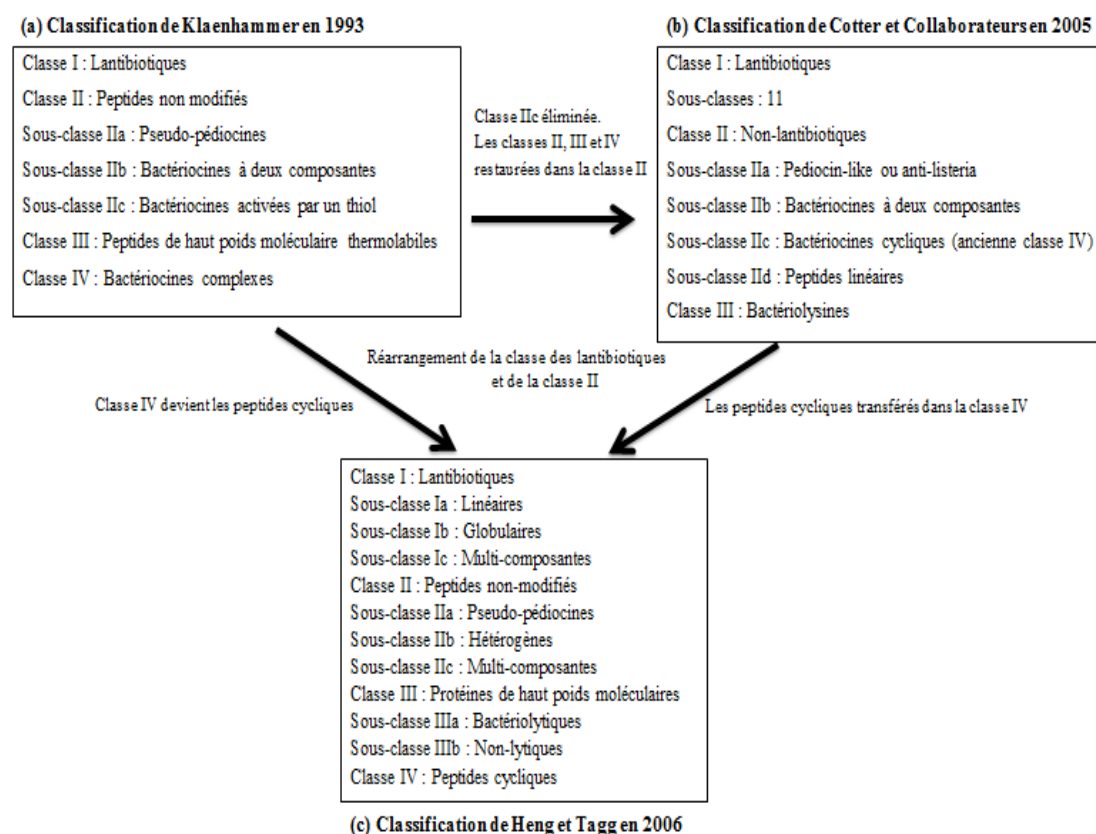 (a) Classification de Klaenhammer en 1993
Classe I : Lantibiotiques
Classe II : Peptides non modifiés
Sous-classe IIa : Pseudo-pédiocines
Sous-classe IIb : Bactériocines à deux composantes
Sous-classe IIc : Bactériocines activées par un thiol
Classe III : Peptides de haut poids moléculaire thermolabiles
Classe IV : Bactériocines complexes
Classe IIc éliminée.
Les classes II, III et IV
restaurées dans la classe II
(b) Classification de Cotter et Collaborateurs en 2005
Classe I : Lantibiotiques
Sous-classes : 11
Classe II : Non-lantibiotiques
Sous-classe IIa : Pediocin-like ou anti-listeria
Sous-classe IIb : Bactériocines à deux composantes
Sous-classe IIc : Bactériocines cycliques (ancienne classe IV)
Sous-classe IId : Peptides linéaires
Classe III : Bactériolysines
Réarrangement de la classe des lantibiotiques
et de la classe II
Classe IV devient les peptides cycliques
Les peptides cycliques transférés dans la classe IV
Classe I : Lantibiotiques
Sous-classe Ia : Linéaires
Sous-classe Ib : Globulaires
Sous-classe Ic : Multi-composantes
Classe II : Peptides non-modifiés
Sous-classe IIa : Pseudo-pédiocines
Sous-classe IIb : Hétérogènes
Sous-classe IIc : Multi-composantes
Classe III : Protéines de haut poids moléculaires
Sous-classe IIIa : Bactériolytiques
Sous-classe IIIb : Non-lytiques
Classe IV : Peptides cycliques
(c) Classification de Heng et Tagg en 2006